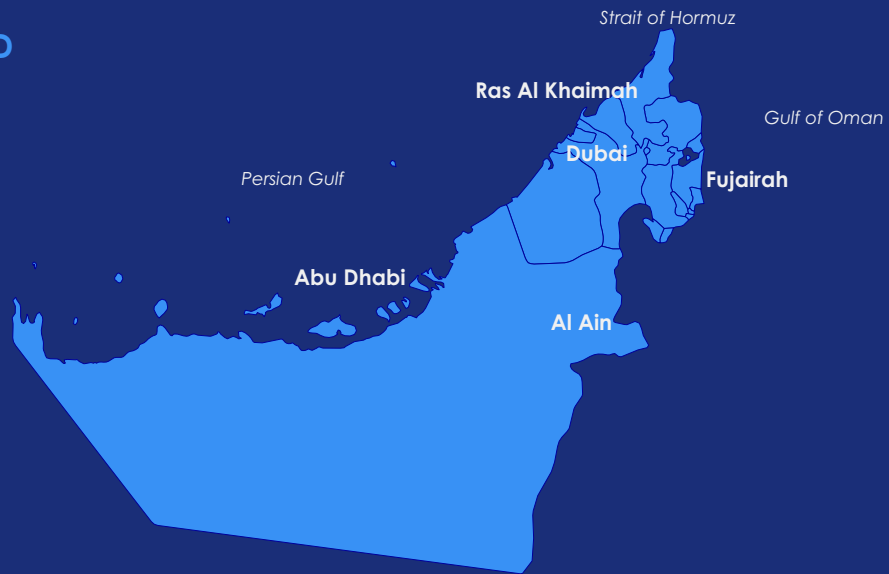 Strait of Hormuz
Ras Al Khaimah
Gulf of Oman
Dubai
Persian Gulf
Fujairah
Abu Dhabi
Al Ain